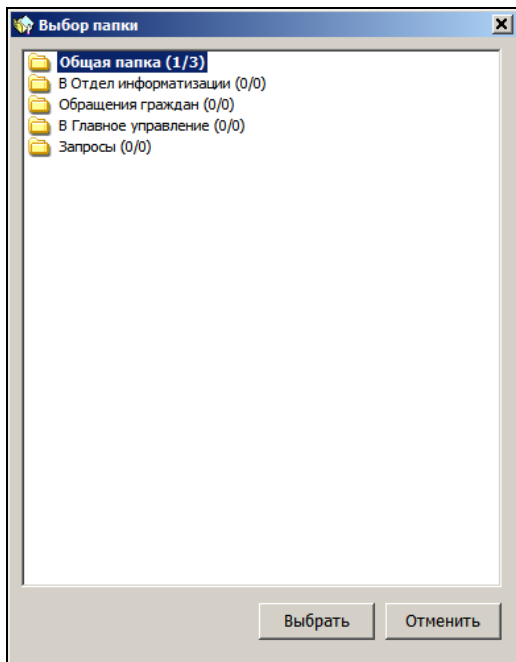 Выбор папки
Общая папка (1/3)
В Отдел информатизации (0/0)
Обращения граждан (0/0)
В Главное управление (0/0)
Запросы (0/0)
Выбрать
Отменить